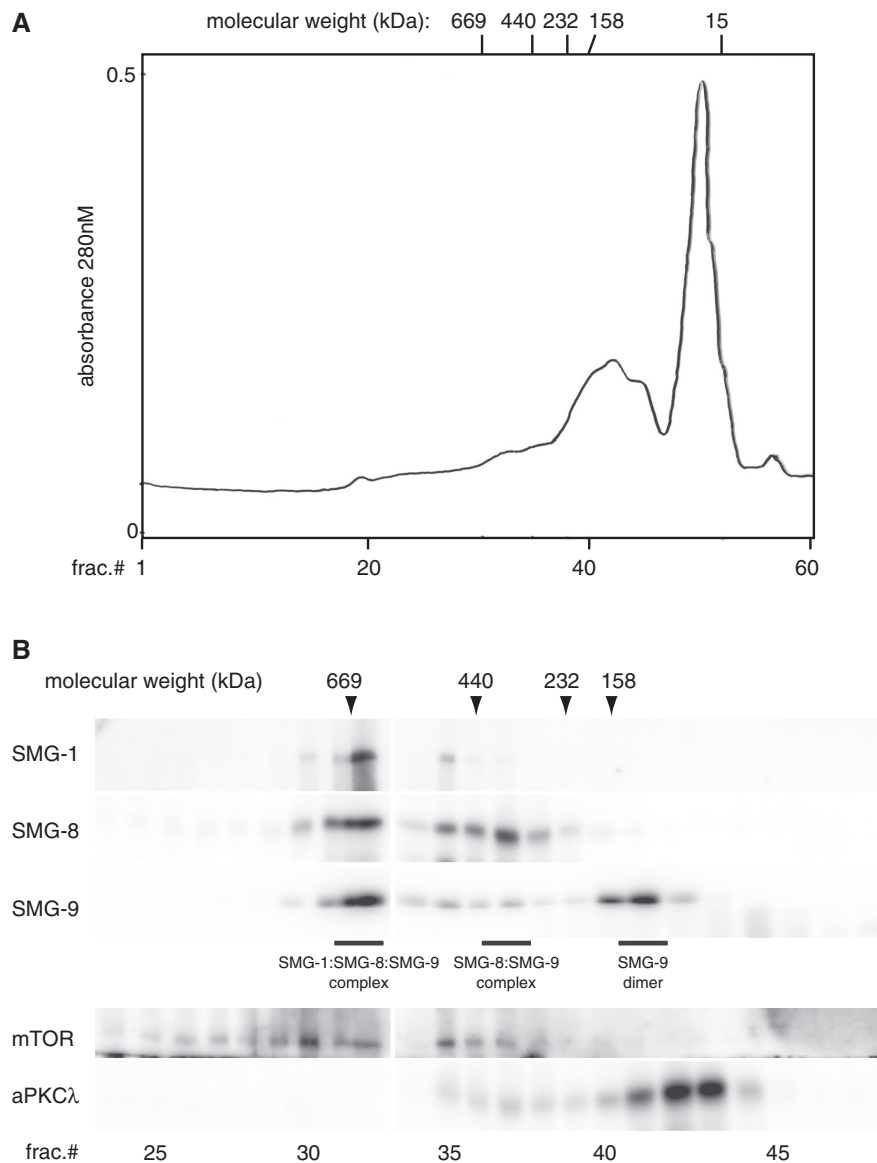 A
molecular weight (kDa): 669 440 232 158 15
0.5
absorbance 280nM
0
frac.# 1 20 40 60
B
molecular weight (kDa) 669 440 232 158
SMG-1
SMG-8
SMG-9
SMG-1:SMG-8:SMG-9 SMG-8:SMG-9 SMG-9
complex complex dimer
mTOR
aPKCλ
frac.# 25 30 35 40 45